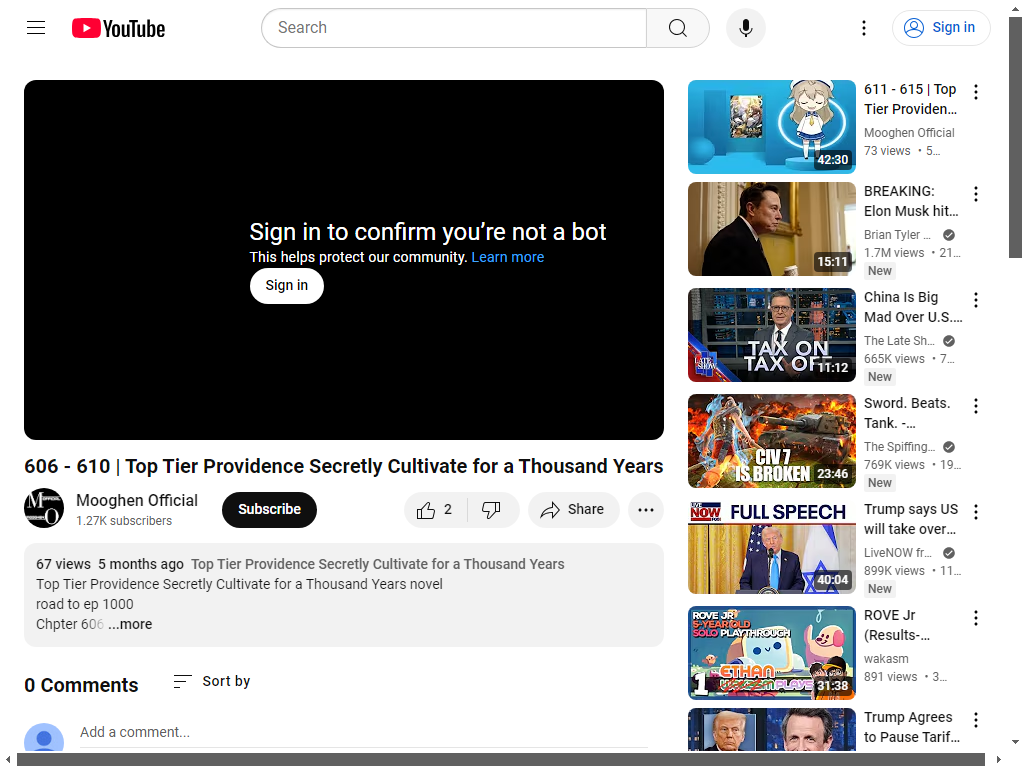 YouTube
Search
Sign in
Sign in to confirm you’re not a bot
This helps protect our community. Learn more
Sign in
606 - 610 | Top Tier Providence Secretly Cultivate for a Thousand Years
Mooghen Official
1.27K subscribers
Subscribe
2
Share
67 views 5 months ago Top Tier Providence Secretly Cultivate for a Thousand Years
Top Tier Providence Secretly Cultivate for a Thousand Years novel
road to ep 1000
Chpter 606 ...more
0 Comments
Sort by
Add a comment...
42:30
611 - 615 | Top
Tier Providen...
Mooghen Official
73 views • 5...
15:11
BREAKING:
Elon Musk hit...
Brian Tyler ...
1.7M views • 21...
New
TAX ON
TAX OFF
11:12
China Is Big
Mad Over U.S....
The Late Sh...
665K views • 7...
New
CIV 7
IS BROKEN
23:46
Sword. Beats.
Tank. -...
The Spiffing...
769K views • 19...
New
LIVE NOW
FULL SPEECH
40:04
Trump says US
will take over...
LiveNOW fr...
899K views • 11...
New
ROVE JR
5-YEAR-OLD
SOLO PLAYTHROUGH
1
ETHAN
WAKASM PLAYS
31:38
ROVE Jr
(Results-...
wakasm
891 views • 3...
Trump Agrees
to Pause Tarif...